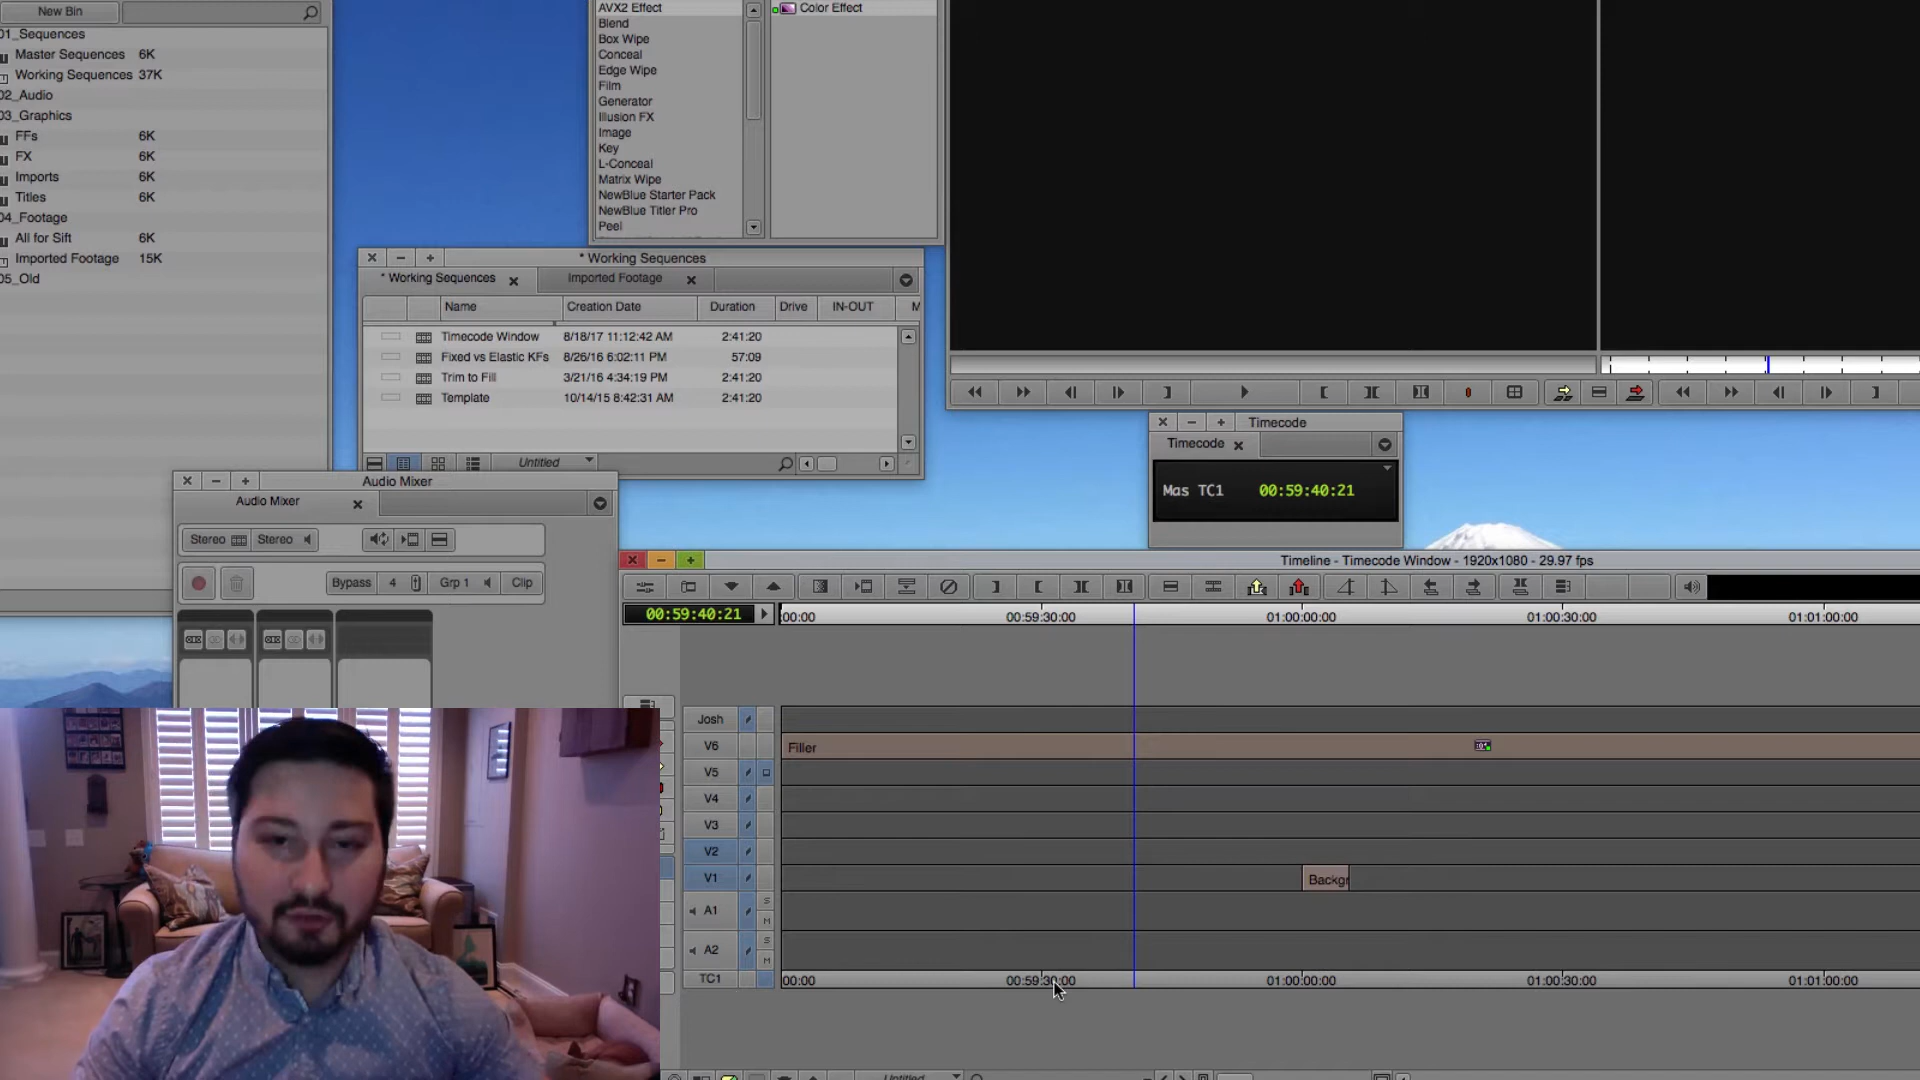 New Bin
01_Sequences
Master Sequences 6K
Working Sequences 37K
02_Audio
03_Graphics
FFs 6K
FX 6K
Imports 6K
Titles 6K
04_Footage
All for Sift 6K
Imported Footage 15K
05_Old
AVX2 Effect
Blend
Box Wipe
Conceal
Edge Wipe
Film
Generator
Illusion FX
Image
Key
L-Conceal
Matrix Wipe
NewBlue Starter Pack
NewBlue Titler Pro
Peel
Color Effect
* Working Sequences
* Working Sequences Imported Footage
Name Creation Date Duration Drive IN-OUT M
Timecode Window 8/18/17 11:12:42 AM 2:41:20
Fixed vs Elastic KFs 8/26/16 6:02:11 PM 57:09
Trim to Fill 3/21/16 4:34:19 PM 2:41:20
Template 10/14/15 8:42:31 AM 2:41:20
Untitled
Audio Mixer
Audio Mixer
Stereo Stereo
Bypass 4 Grp 1 Clip
Timecode
Timecode
Mas TC1 00:59:40:21
Timeline - Timecode Window - 1920x1080 - 29.97 fps
00:59:40:21 :00:00 00:59:30:00 01:00:00:00 01:00:30:00 01:01:00:00
Josh
V6 Filler
V5
V4
V3
V2
V1 Backgr
A1 S M
A2 S M
TC1 00:00 00:59:30:00 01:00:00:00 01:00:30:00 01:01:00:00
Untitled